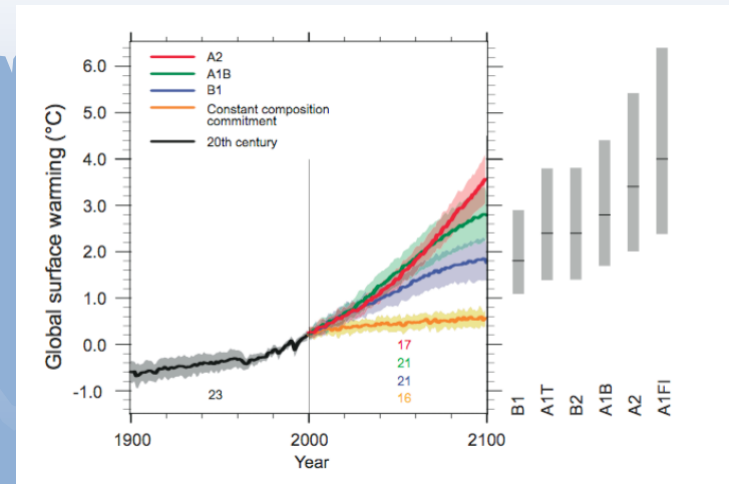 A2
A1B
B1
Constant composition
commitment
20th century
Global surface warming (°C)
6.0
5.0
4.0
3.0
2.0
1.0
0.0
-1.0
17
21
21
16
23
1900
2000
2100
Year
B1
A1T
B2
A1B
A2
A1FI